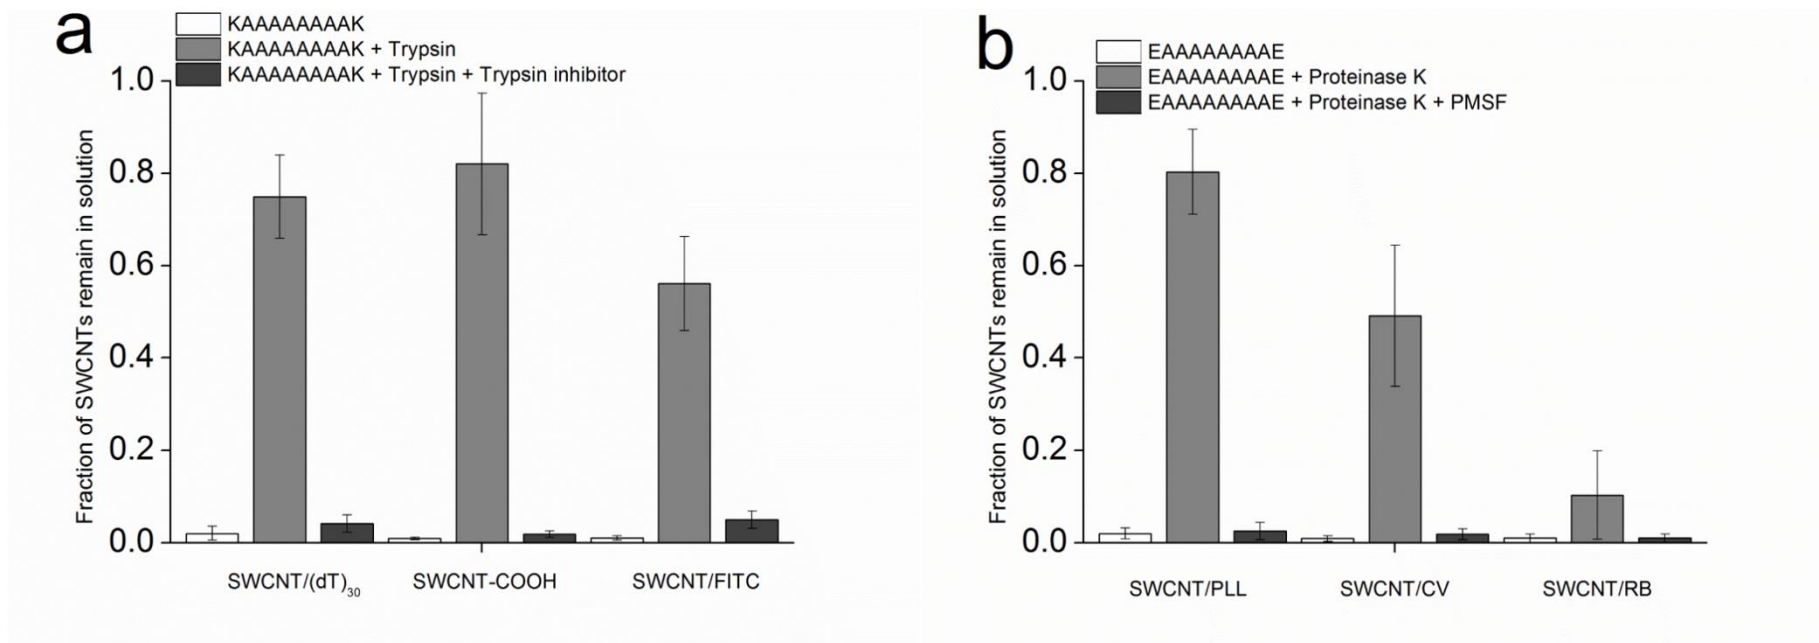 a
KAAAAAAAAK
KAAAAAAAAK + Trypsin
KAAAAAAAAK + Trypsin + Trypsin inhibitor
1.0
0.8
0.6
0.4
0.2
0.0
Fraction of SWCNTs remain in solution
SWCNT/(dT)30
SWCNT-COOH
SWCNT/FITC
b
EAAAAAAAAE
EAAAAAAAAE + Proteinase K
EAAAAAAAAE + Proteinase K + PMSF
1.0
0.8
0.6
0.4
0.2
0.0
Fraction of SWCNTs remain in solution
SWCNT/PLL
SWCNT/CV
SWCNT/RB